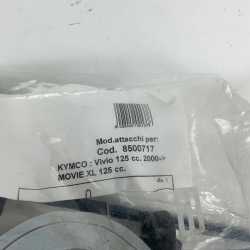 Mod.attacchi per:
Cod. 8500717
KYMCO : Vivio 125 cc. 2000->
MOVIE XL 125 cc.